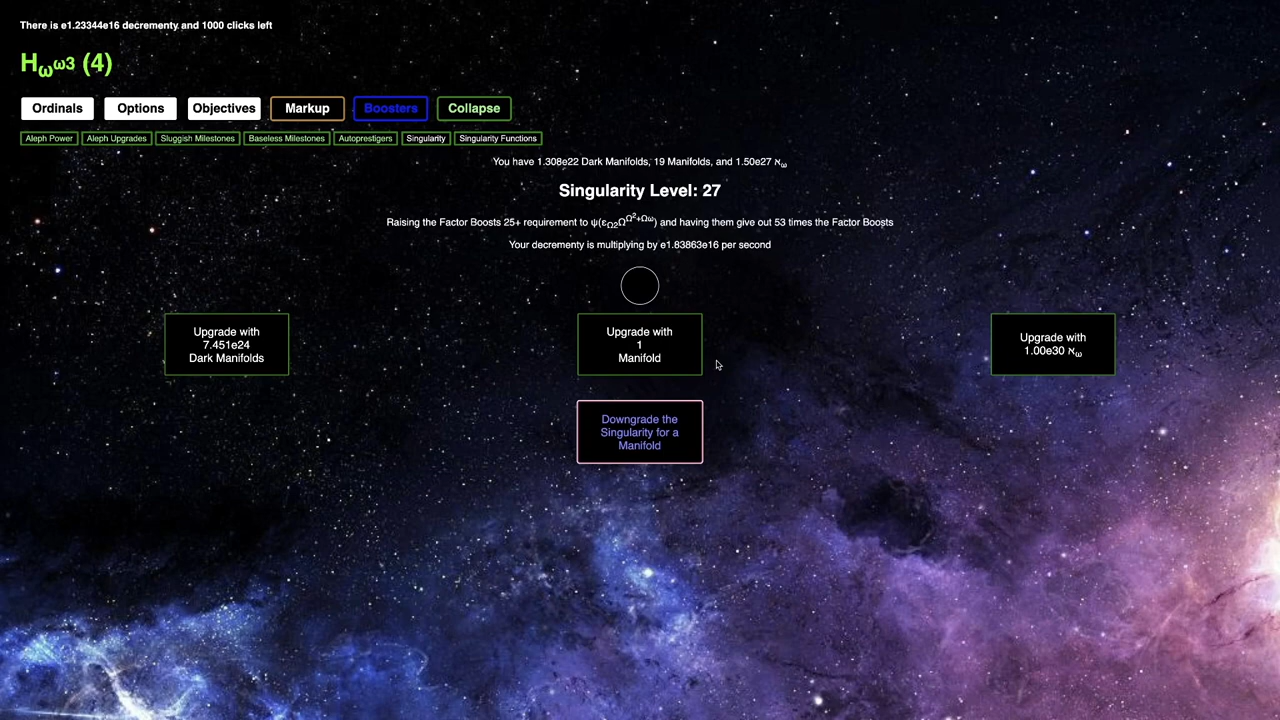 There is e1.23344e16 decrementy and 1000 clicks left
H_ω^ω3 (4)
Ordinals Options Objectives Markup Boosters Collapse
Aleph Power Aleph Upgrades Sluggish Milestones Baseless Milestones Autoprestigers Singularity Singularity Functions
You have 1.308e22 Dark Manifolds, 19 Manifolds, and 1.50e27 ℵω
Singularity Level: 27
Raising the Factor Boosts 25+ requirement to ψ(εΩ2Ω^Ω²+Ωω) and having them give out 53 times the Factor Boosts
Your decrementy is multiplying by e1.83863e16 per second
Upgrade with
7.451e24
Dark Manifolds
Upgrade with
1
Manifold
Upgrade with
1.00e30 ℵω
Downgrade the
Singularity for a
Manifold